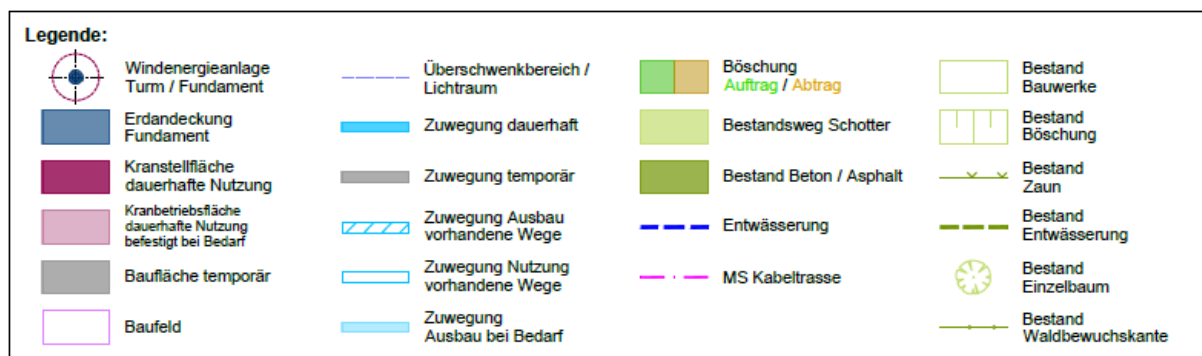 Legende:
Windenergieanlage
Turm / Fundament
Erdandeckung
Fundament
Kranstellfläche
dauerhafte Nutzung
Kranbetriebsfläche
dauerhafte Nutzung
befestigt bei Bedarf
Baufläche temporär
Baufeld
Überschwenkbereich /
Lichtraum
Zuwegung dauerhaft
Zuwegung temporär
Zuwegung Ausbau
vorhandene Wege
Zuwegung Nutzung
vorhandene Wege
Zuwegung
Ausbau bei Bedarf
Böschung
Auftrag / Abtrag
Bestandsweg Schotter
Bestand Beton / Asphalt
Entwässerung
MS Kabeltrasse
Bestand
Bauwerke
Bestand
Böschung
Bestand
Zaun
Bestand
Entwässerung
Bestand
Einzelbaum
Bestand
Waldbewuchskante